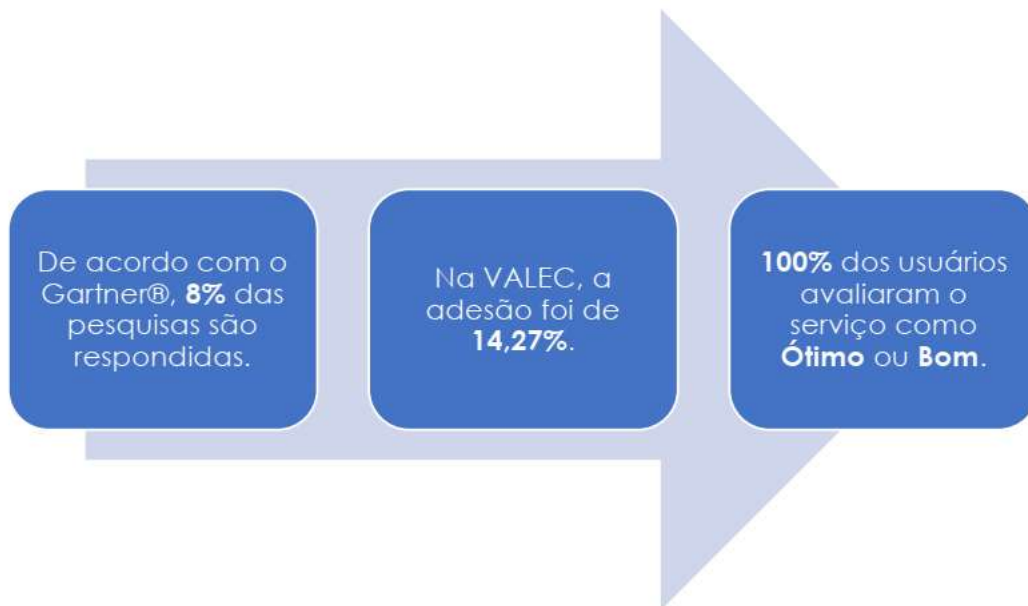 De acordo com o
Gartner®, 8% das
pesquisas são
respondidas.
Na VALEC, a
adesão foi de
14,27%.
100% dos usuários
avaliaram o
serviço como
Ótimo ou Bom.